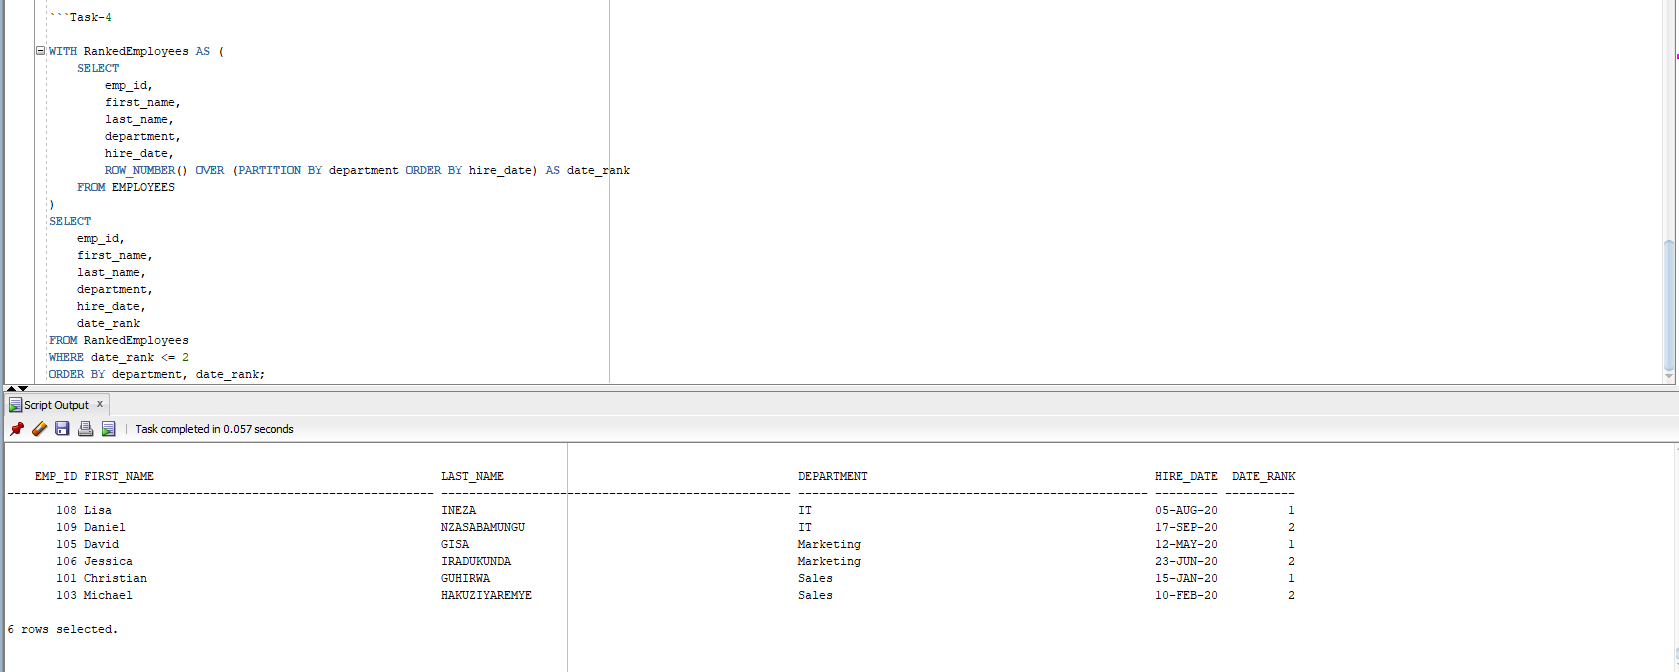 ```Task-4
WITH RankedEmployees AS (
    SELECT
        emp_id,
        first_name,
        last_name,
        department,
        hire_date,
        ROW_NUMBER() OVER (PARTITION BY department ORDER BY hire_date) AS date_rank
    FROM EMPLOYEES
)
SELECT
    emp_id,
    first_name,
    last_name,
    department,
    hire_date,
    date_rank
FROM RankedEmployees
WHERE date_rank <= 2
ORDER BY department, date_rank;
Script Output x
Task completed in 0.057 seconds
EMP_ID FIRST_NAME LAST_NAME DEPARTMENT HIRE_DATE DATE_RANK
108 Lisa INEZA IT 05-AUG-20 1
109 Daniel NZASABAMUNGU IT 17-SEP-20 2
105 David GISA Marketing 12-MAY-20 1
106 Jessica IRADUKUNDA Marketing 23-JUN-20 2
101 Christian GUHIRWA Sales 15-JAN-20 1
103 Michael HAKUZIYAREMYE Sales 10-FEB-20 2
6 rows selected.